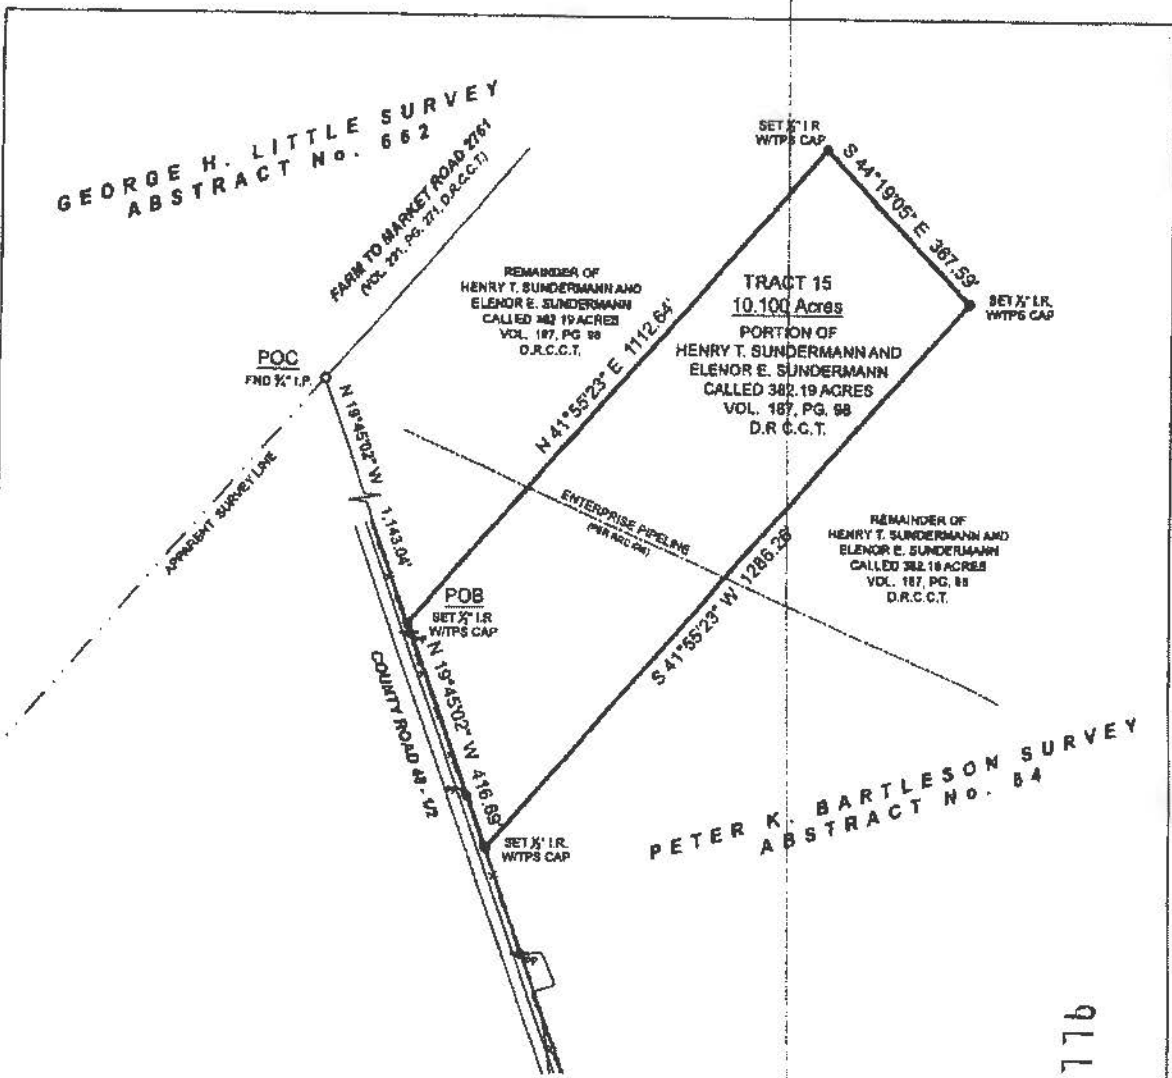 GEORGE H. LITTLE SURVEY
ABSTRACT No. 662
FARM TO MARKET ROAD 2761
(VOL. 271, PG. 271, D.R.C.C.T.)
SET ½" I.R
W/TPS CAP
S 44°19'05" E 367.59'
REMAINDER OF
HENRY T. SUNDERMANN AND
ELENOR E. SUNDERMANN
CALLED 382.19 ACRES
VOL. 187, PG 98
D.R.C.C.T.
TRACT 15
10.100 Acres
PORTION OF
HENRY T. SUNDERMANN AND
ELENOR E. SUNDERMANN
CALLED 382.19 ACRES
VOL. 187, PG. 98
D.R C.C.T.
SET ½" I.R.
W/TPS CAP
POC
FND ¾" I.P.
N 41°55'23" E 1112.64'
N 19°45'02" W 1,143.04'
APPARENT SURVEY LINE
ENTERPRISE PIPELINE
REMAINDER OF
HENRY T. SUNDERMANN AND
ELENOR E. SUNDERMANN
CALLED 382.19 ACRES
VOL. 187, PG. 98
D.R.C.C.T.
S 41°55'23" W 1286.26'
POB
SET ½" I.R
W/TPS CAP
N 19°45'02" W 416.69'
COUNTY ROAD 48 - 1/2
PETER K. BARTLESON SURVEY
ABSTRACT No. 64
SET ½" I.R.
W/TPS CAP
PP